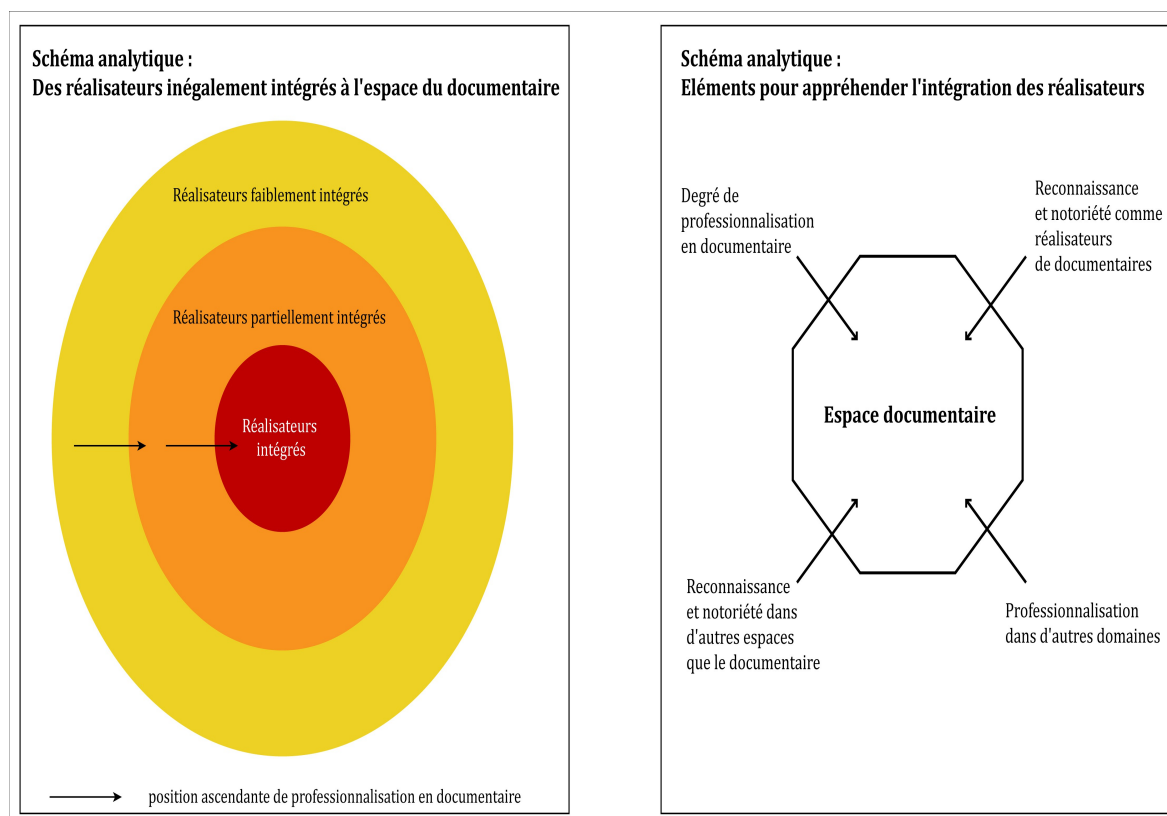 Schéma analytique :
Des réalisateurs inégalement intégrés à l'espace du documentaire
Réalisateurs faiblement intégrés
Réalisateurs partiellement intégrés
Réalisateurs
intégrés
position ascendante de professionnalisation en documentaire
Schéma analytique :
Eléments pour appréhender l'intégration des réalisateurs
Degré de
professionnalisation
en documentaire
Reconnaissance
et notoriété comme
réalisateurs
de documentaires
Espace documentaire
Reconnaissance
et notoriété dans
d'autres espaces
que le documentaire
Professionnalisation
dans d'autres domaines